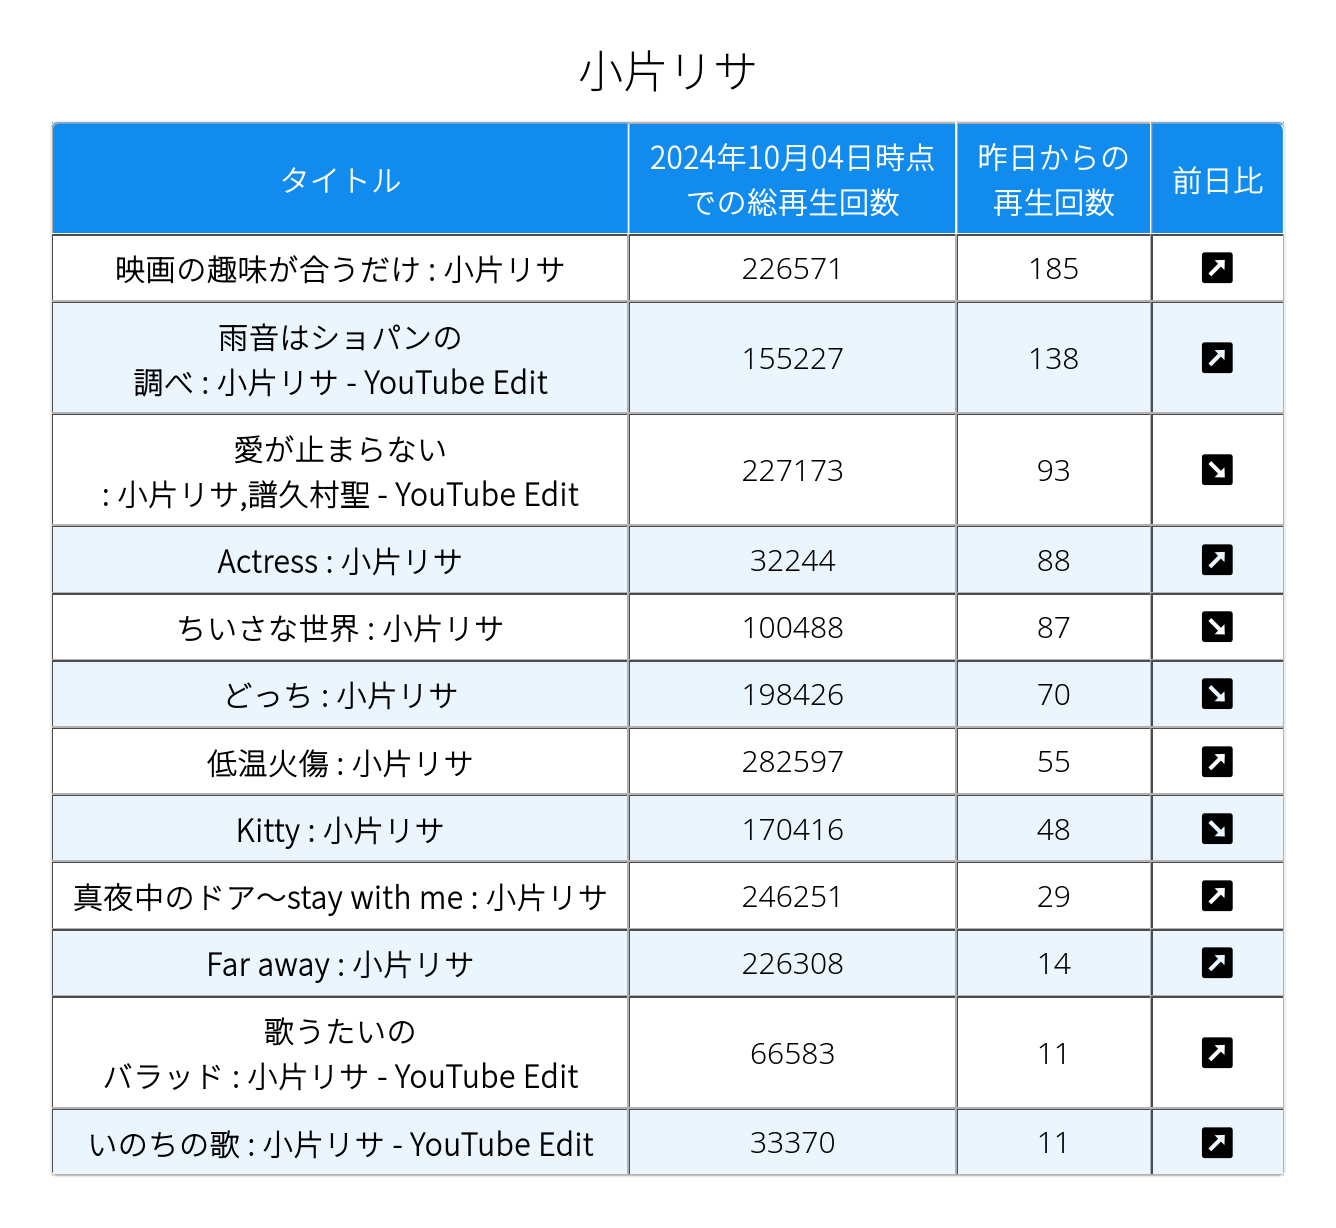 小片リサ
タイトル
2024年10月04日時点
での総再生回数
昨日からの
再生回数
前日比
映画の趣味が合うだけ : 小片リサ
226571
185
雨音はショパンの
調べ : 小片リサ - YouTube Edit
155227
138
愛が止まらない
: 小片リサ,譜久村聖 - YouTube Edit
227173
93
Actress : 小片リサ
32244
88
ちいさな世界 : 小片リサ
100488
87
どっち : 小片リサ
198426
70
低温火傷 : 小片リサ
282597
55
Kitty : 小片リサ
170416
48
真夜中のドア〜stay with me : 小片リサ
246251
29
Far away : 小片リサ
226308
14
歌うたいの
バラッド : 小片リサ - YouTube Edit
66583
11
いのちの歌 : 小片リサ - YouTube Edit
33370
11